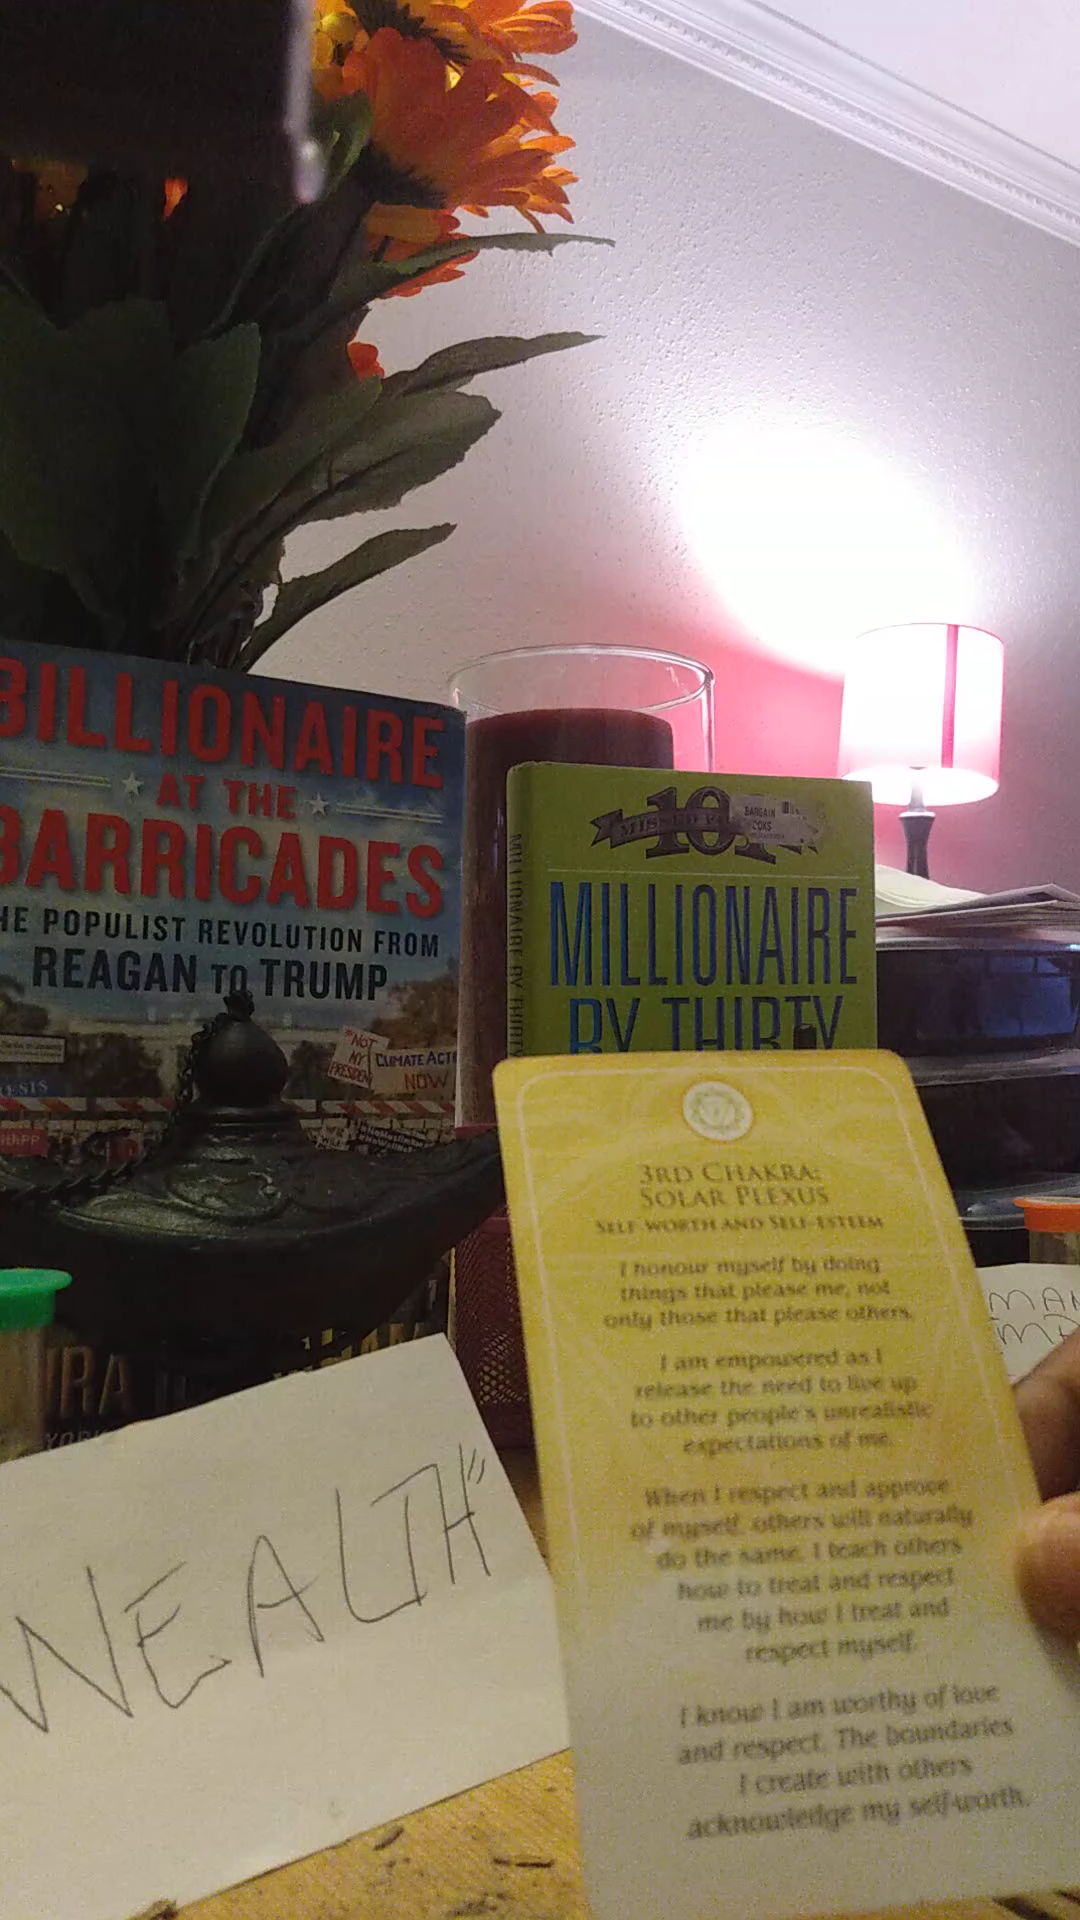 BILLIONAIRE
AT THE
BARRICADES
HE POPULIST REVOLUTION FROM
REAGAN TO TRUMP
"NOT
MY
PRESIDENT
CLIMATE ACTI
NOW
101
BARGAIN
MILLIONAIRE
BY THIRTY
MILLIONAIRE BY THIRTY
3RD CHAKRA:
SOLAR PLEXUS
SELF-WORTH AND SELF-ESTEEM
I honour myself by doing
things that please me, not
only those that please others.
I am empowered as I
release the need to live up
to other people's unrealistic
expectations of me.
When I respect and approve
of myself, others will naturally
do the same. I teach others
how to treat and respect
me by how I treat and
respect myself.
I know I am worthy of love
and respect. The boundaries
I create with others
acknowledge my self-worth.
WEALTH"